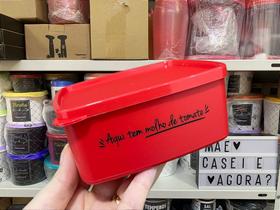 Aqui tem molho de tomate
MÃE
CASEI E
♥ AGORA?